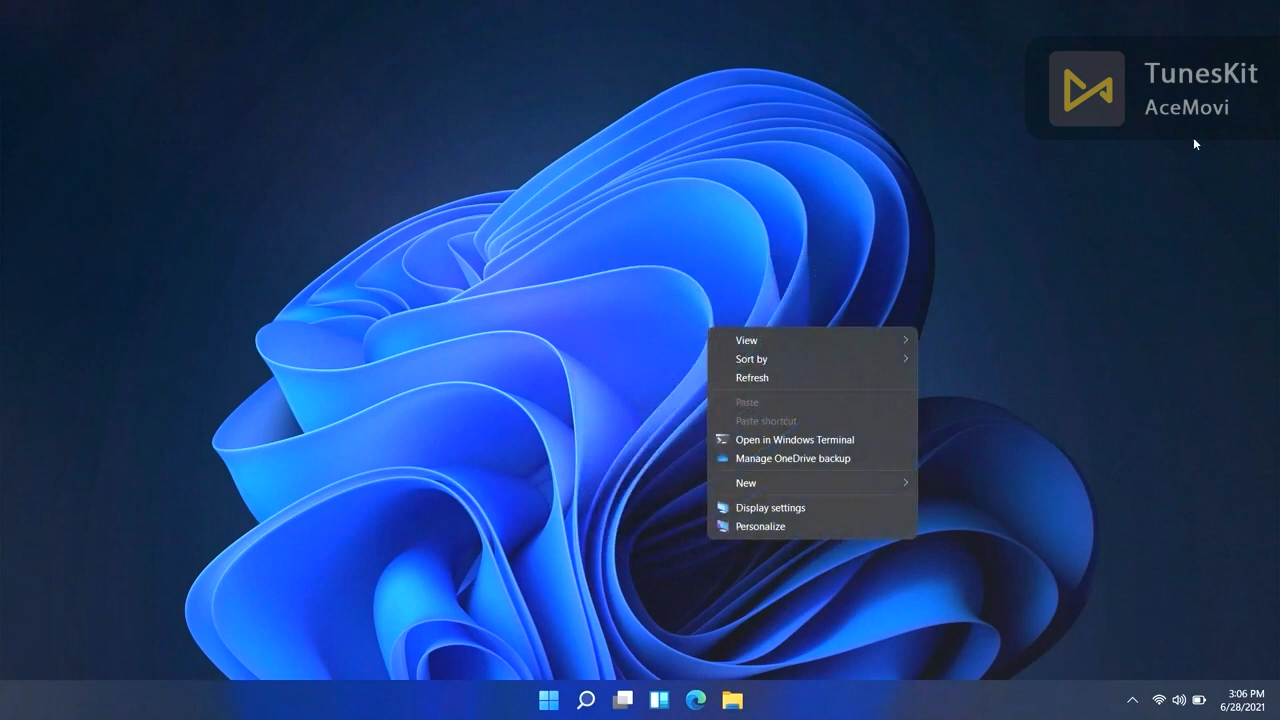 TunesKit
AceMovi
View
Sort by
Refresh
Paste
Paste shortcut
Open in Windows Terminal
Manage OneDrive backup
New
Display settings
Personalize
3:06 PM
6/28/2021